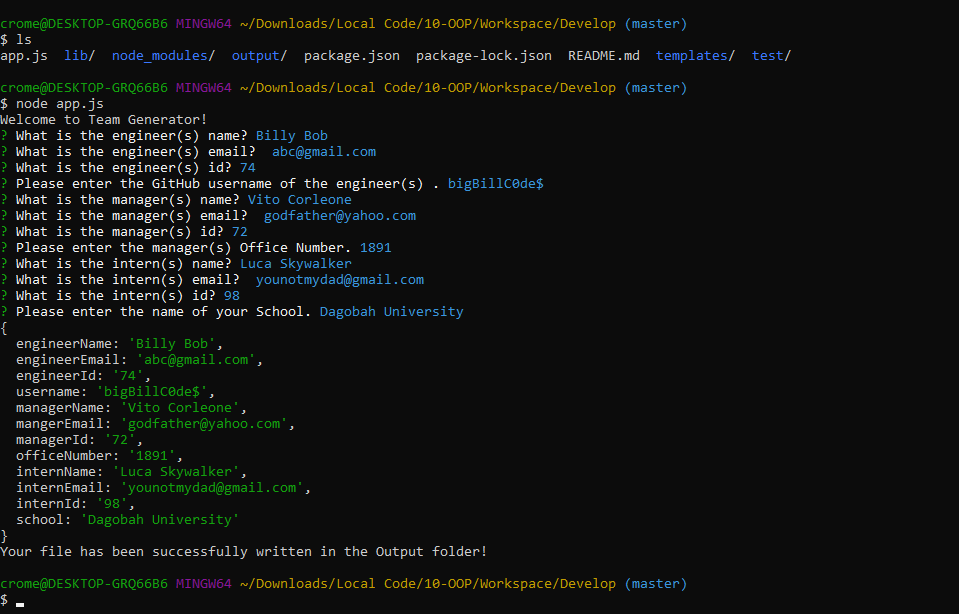 crome@DESKTOP-GRQ66B6 MINGW64 ~/Downloads/Local Code/10-OOP/Workspace/Develop (master)
$ ls
app.js  lib/  node_modules/  output/  package.json  package-lock.json  README.md  templates/  test/
crome@DESKTOP-GRQ66B6 MINGW64 ~/Downloads/Local Code/10-OOP/Workspace/Develop (master)
$ node app.js
Welcome to Team Generator!
? What is the engineer(s) name? Billy Bob
? What is the engineer(s) email?  abc@gmail.com
? What is the engineer(s) id? 74
? Please enter the GitHub username of the engineer(s) . bigBillC0de$
? What is the manager(s) name? Vito Corleone
? What is the manager(s) email?  godfather@yahoo.com
? What is the manager(s) id? 72
? Please enter the manager(s) Office Number. 1891
? What is the intern(s) name? Luca Skywalker
? What is the intern(s) email?  younotmydad@gmail.com
? What is the intern(s) id? 98
? Please enter the name of your School. Dagobah University
{
  engineerName: 'Billy Bob',
  engineerEmail: 'abc@gmail.com',
  engineerId: '74',
  username: 'bigBillC0de$',
  managerName: 'Vito Corleone',
  mangerEmail: 'godfather@yahoo.com',
  managerId: '72',
  officeNumber: '1891',
  internName: 'Luca Skywalker',
  internEmail: 'younotmydad@gmail.com',
  internId: '98',
  school: 'Dagobah University'
}
Your file has been successfully written in the Output folder!
crome@DESKTOP-GRQ66B6 MINGW64 ~/Downloads/Local Code/10-OOP/Workspace/Develop (master)
$